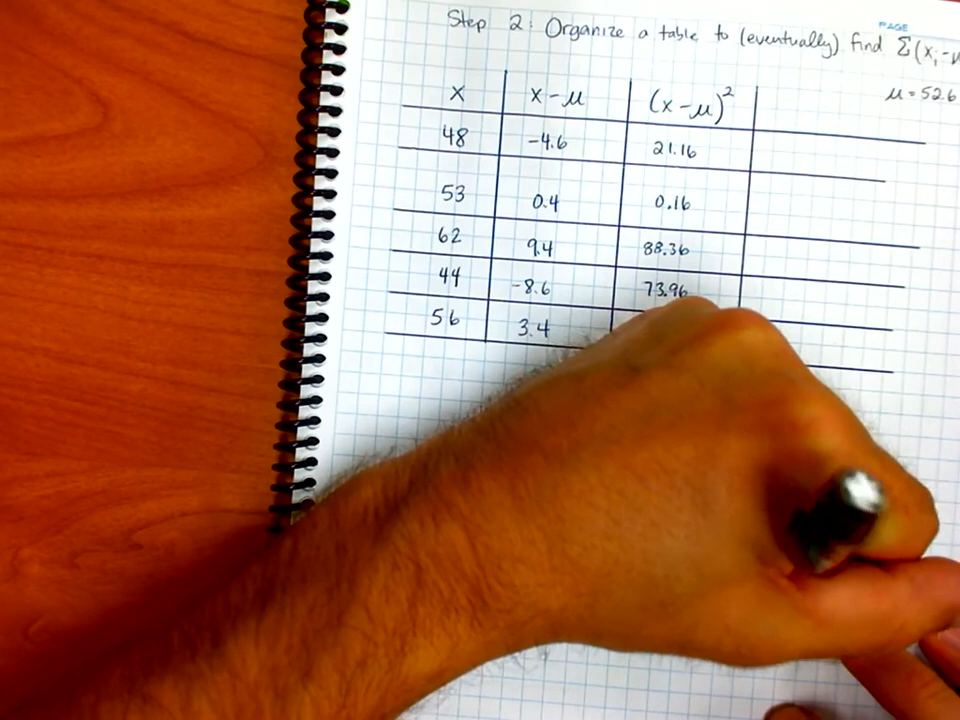 PAGE
Step 2: Organize a table to (eventually) find Σ(xᵢ-μ
μ = 52.6
x x-μ (x-μ)²
48 -4.6 21.16
53 0.4 0.16
62 9.4 88.36
44 -8.6 73.96
56 3.4